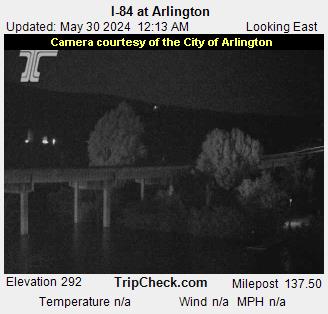 I-84 at Arlington
Updated: May 30 2024 12:13 AM Looking East
Camera courtesy of the City of Arlington
Elevation 292 TripCheck.com Milepost 137.50
Temperature n/a Wind n/a MPH n/a